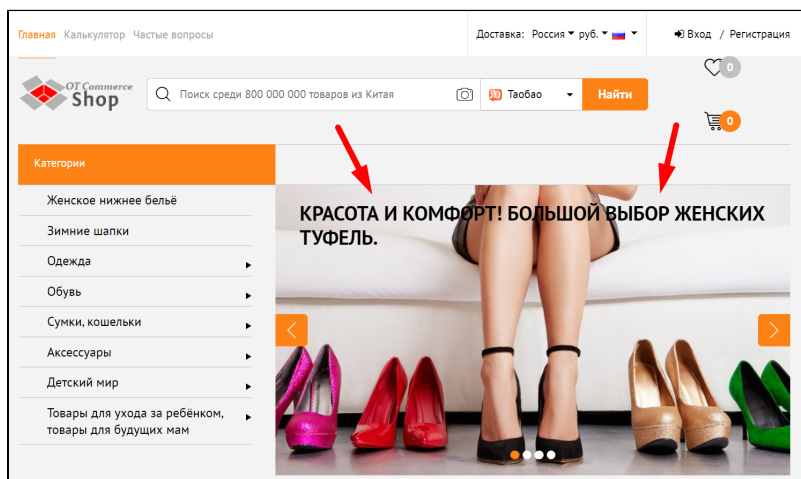 Главная Калькулятор Частые вопросы
Доставка: Россия руб.
Вход / Регистрация
OT Commerce
Shop
Поиск среди 800 000 000 товаров из Китая
Таобао
Найти
0
0
Категории
Женское нижнее бельё
Зимние шапки
Одежда
Обувь
Сумки, кошельки
Аксессуары
Детский мир
Товары для ухода за ребёнком,
товары для будущих мам
КРАСОТА И КОМФОРТ! БОЛЬШОЙ ВЫБОР ЖЕНСКИХ
ТУФЕЛЬ.